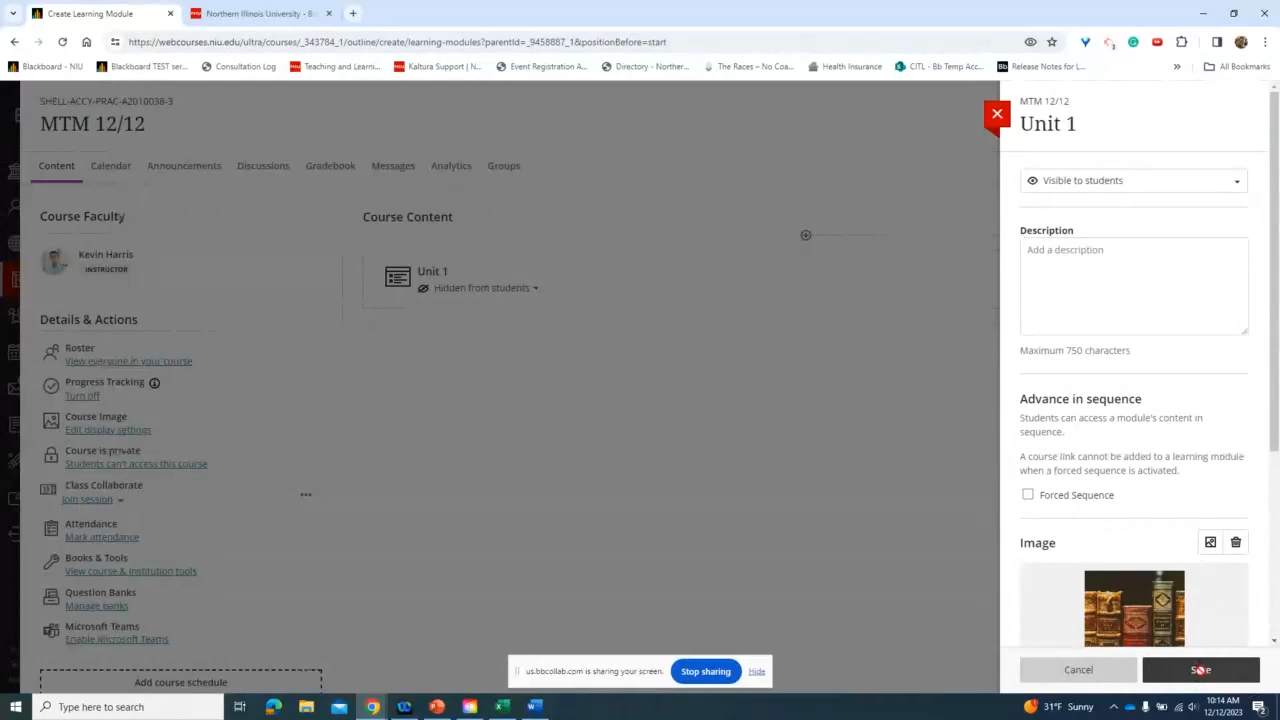 Create Learning Module
Northern Illinois University - B
https://webcourses.niu.edu/ultra/courses/_343784_1/outline/create/learning-modules?parentId=_9458887_1&positionBefore=start
Blackboard - NIU
Blackboard TEST ser...
Consultation Log
Teaching and Learni...
Kaltura Support | N...
Event Registration A...
Directory - Norther...
The Races – No Coa...
Health Insurance
CITL - Bb Temp Acc...
Release Notes for L...
All Bookmarks
SHELL-ACCY-PRAC-A2010038-3
MTM 12/12
Content
Calendar
Announcements
Discussions
Gradebook
Messages
Analytics
Groups
Course Faculty
Kevin Harris
INSTRUCTOR
Details & Actions
Roster
View everyone in your course
Progress Tracking
Turn off
Course Image
Edit display settings
Course is private
Students can't access this course
Class Collaborate
Join session
Attendance
Mark attendance
Books & Tools
View course & institution tools
Question Banks
Manage banks
Microsoft Teams
Enable Microsoft Teams
Add course schedule
Course Content
Unit 1
Hidden from students
MTM 12/12
Unit 1
Visible to students
Description
Add a description
Maximum 750 characters
Advance in sequence
Students can access a module's content in
sequence.
A course link cannot be added to a learning module
when a forced sequence is activated.
Forced Sequence
Image
Cancel
us.bbcollab.com is sharing your screen.
Stop sharing
Hide
Type here to search
31°F Sunny
10:14 AM
12/12/2023